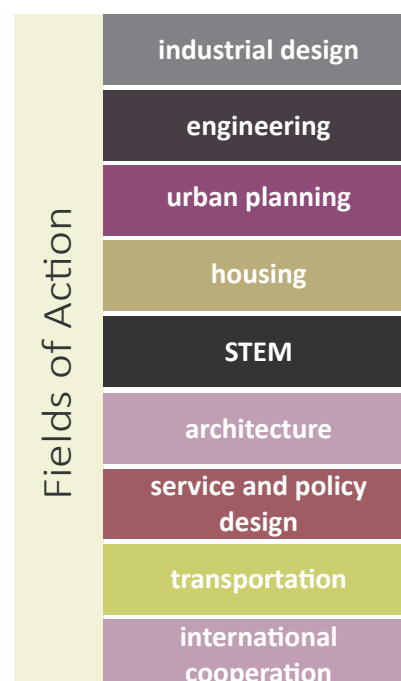 Fields of Action
industrial design
engineering
urban planning
housing
STEM
architecture
service and policy
design
transportation
international
cooperation